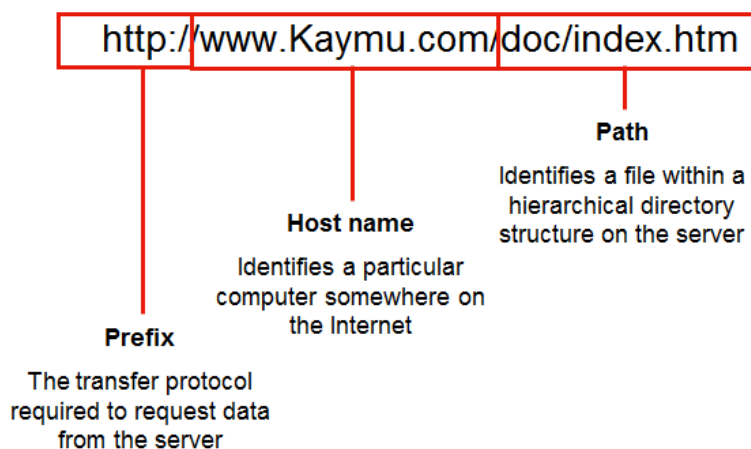 http://www.Kaymu.com/doc/index.htm
Path
Identifies a file within a
hierarchical directory
structure on the server
Host name
Identifies a particular
computer somewhere on
the Internet
Prefix
The transfer protocol
required to request data
from the server